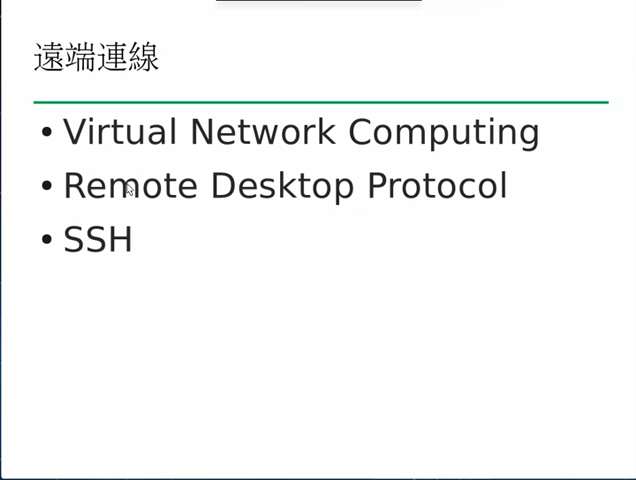 遠端連線
• Virtual Network Computing
• Remote Desktop Protocol
• SSH